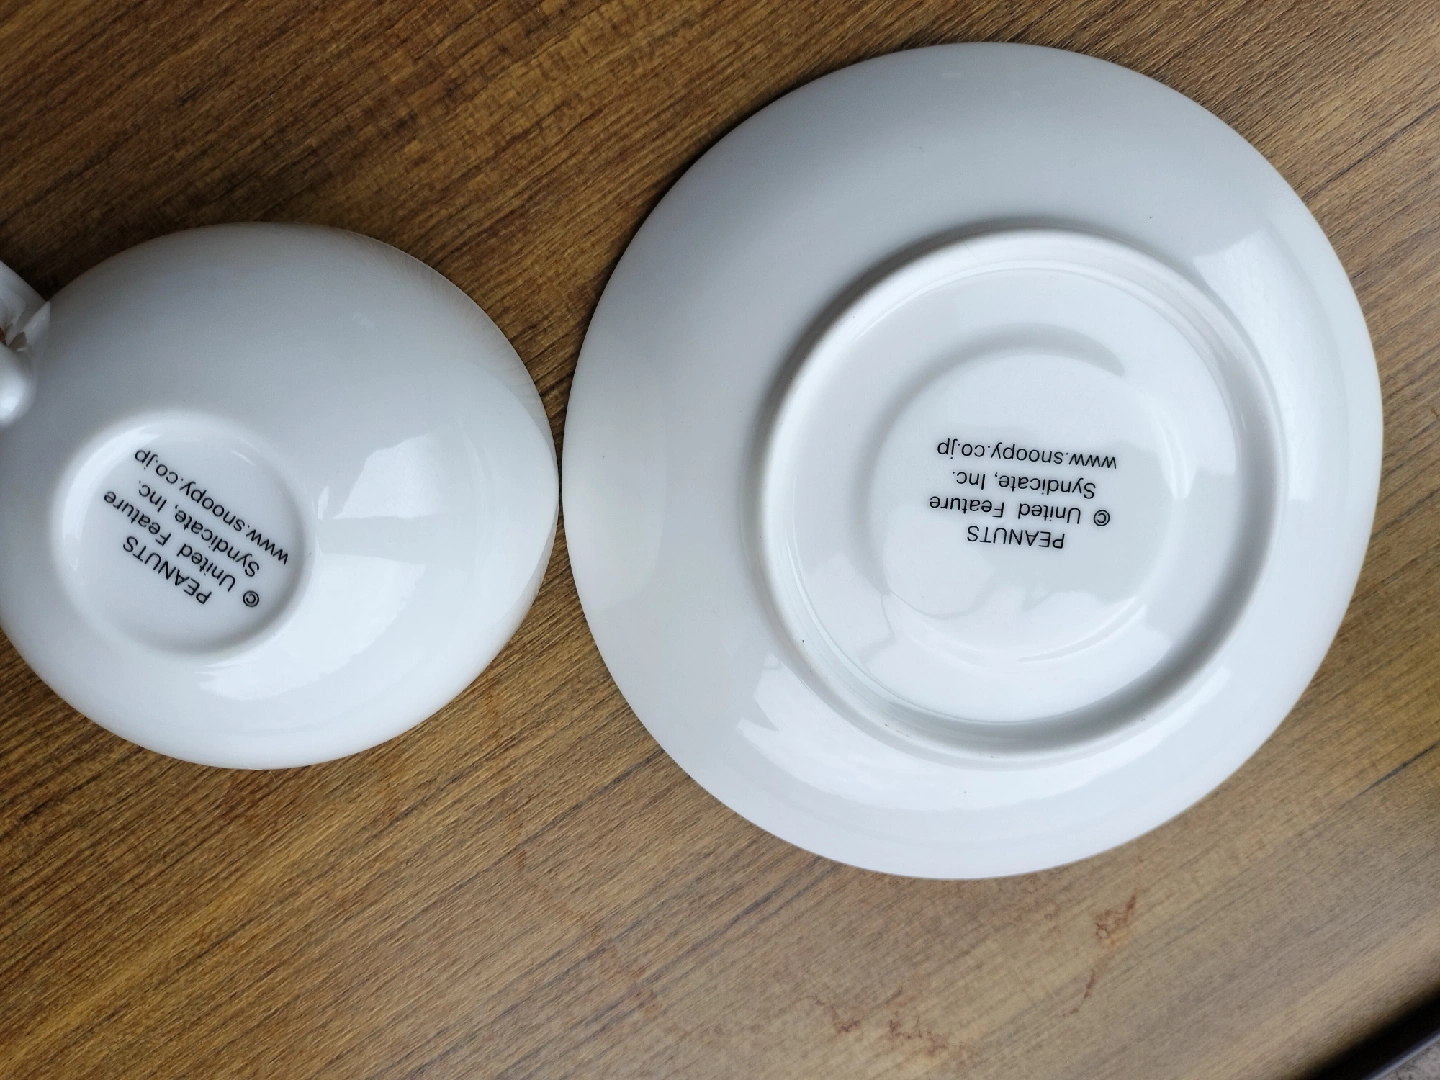 PEANUTS
© United Feature
Syndicate, Inc.
www.snoopy.co.jp
PEANUTS
© United Feature
Syndicate, Inc.
www.snoopy.co.jp